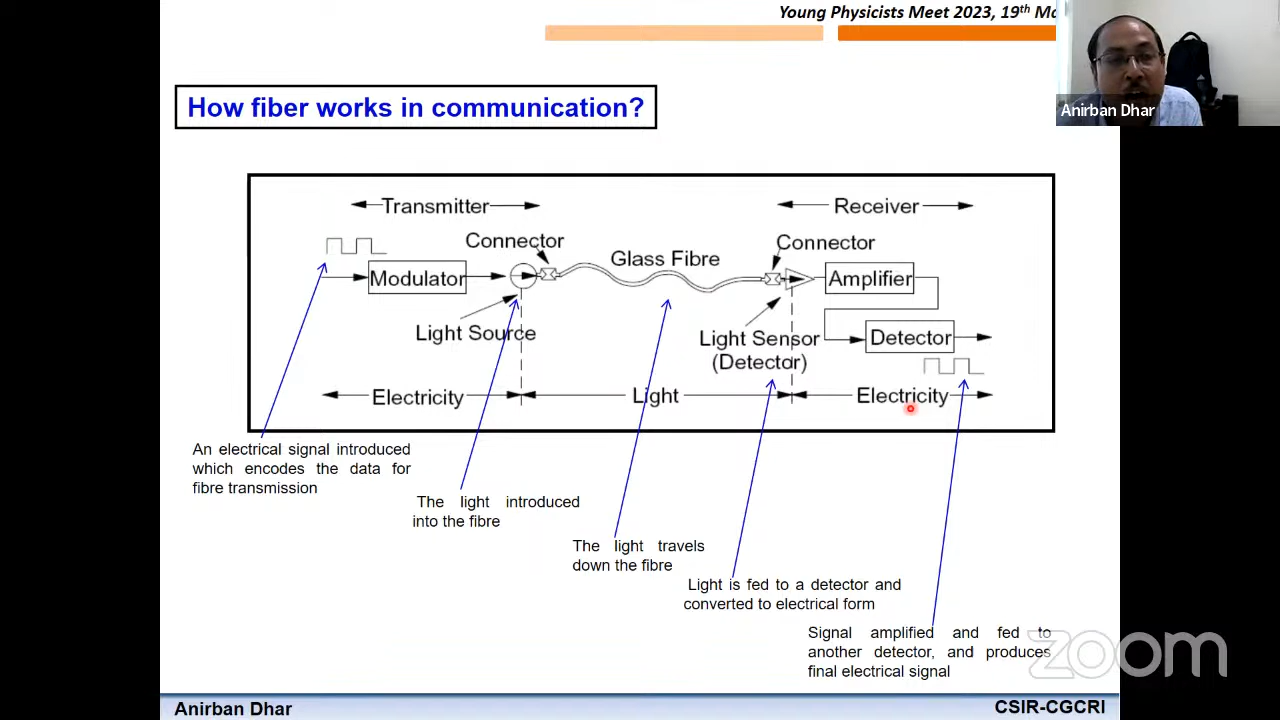 Young Physicists Meet 2023, 19th
Anirban Dhar
How fiber works in communication?
Transmitter
Receiver
Connector
Connector
Glass Fibre
Modulator
Amplifier
Light Source
Light Sensor
(Detector)
Detector
Electricity
Light
Electricity
An electrical signal introduced
which encodes the data for
fibre transmission
The light introduced
into the fibre
The light travels
down the fibre
Light is fed to a detector and
converted to electrical form
Signal amplified and fed to
another detector, and produces
final electrical signal
zoom
Anirban Dhar
CSIR-CGCRI